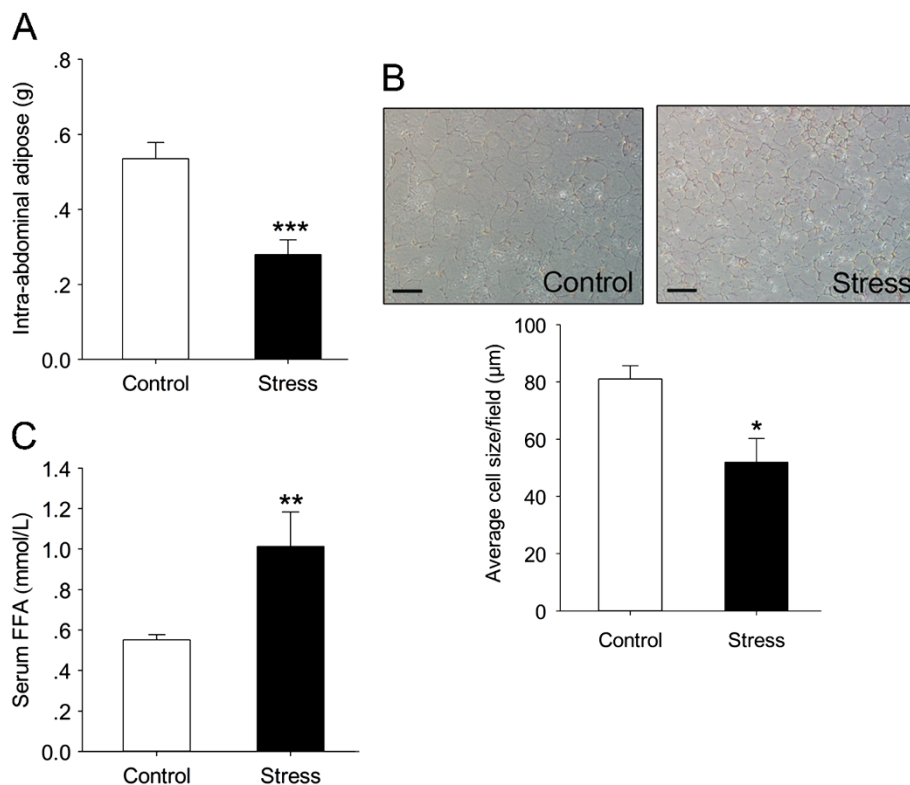 A
Intra-abdominal adipose (g)
.8
.6
.4
.2
0.0
***
Control
Stress
B
Control
Stress
Average cell size/field (µm)
100
80
60
40
20
0
*
Control
Stress
C
Serum FFA (mmol/L)
1.4
1.2
1.0
.8
.6
.4
.2
0.0
**
Control
Stress